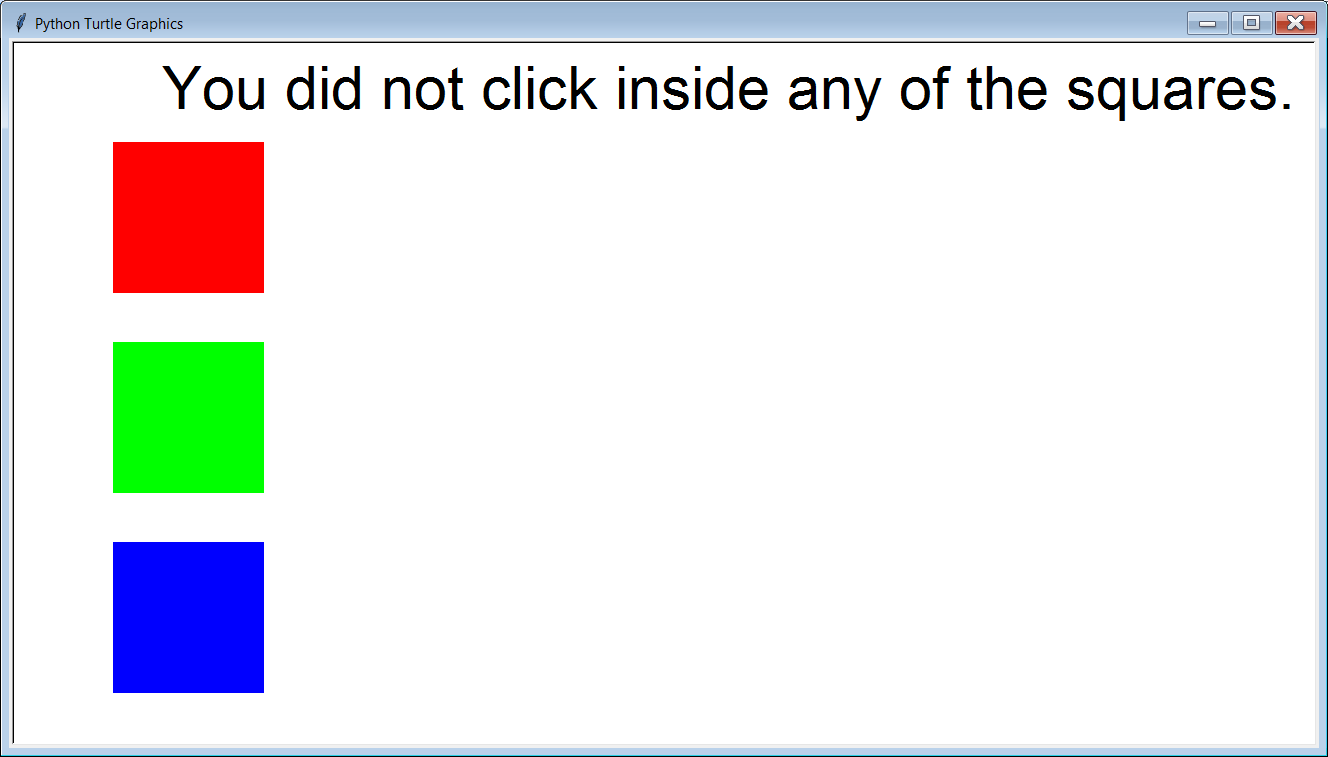 Python Turtle Graphics
You did not click inside any of the squares.